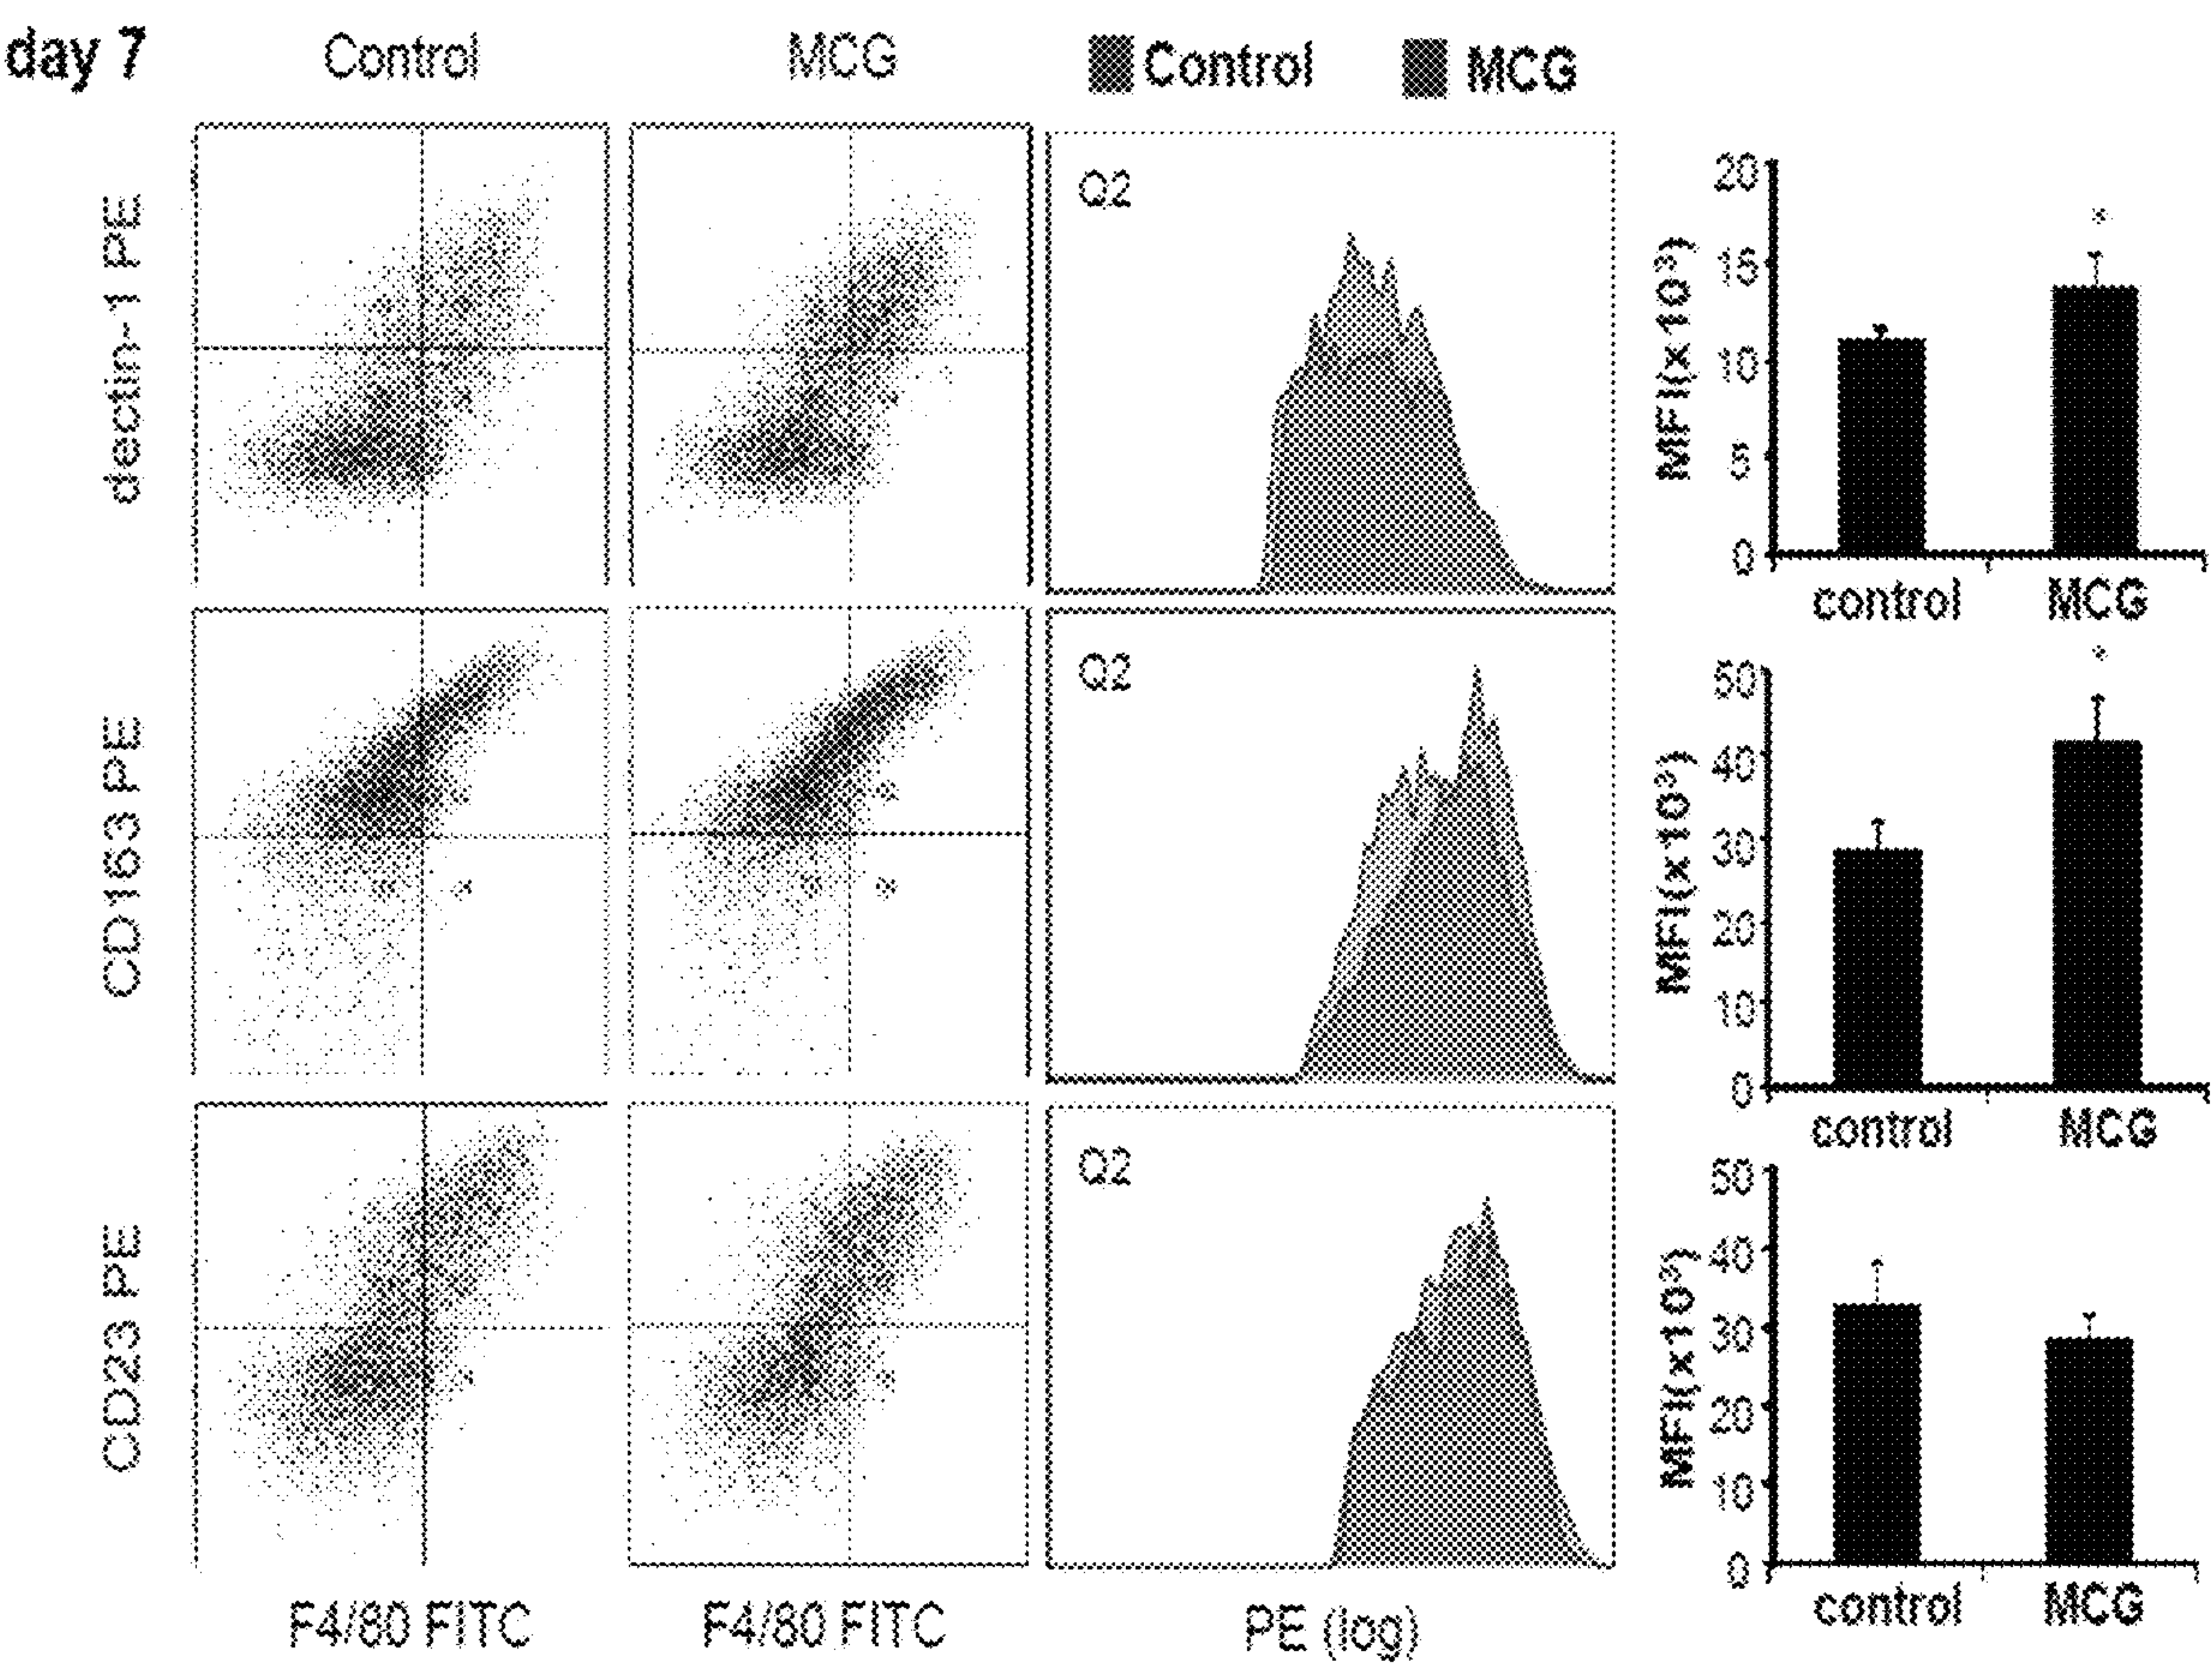 day 7 Control MCG Control MCG
dectin-1 PE
Q2
MFI(x 10³)
20
15
10
5
0
control MCG
CD163 PE
Q2
MFI(x10³)
50
40
30
20
10
0
control MCG
CD23 PE
Q2
MFI(x10³)
50
40
30
20
10
0
control MCG
F4/80 FITC F4/80 FITC PE (log)